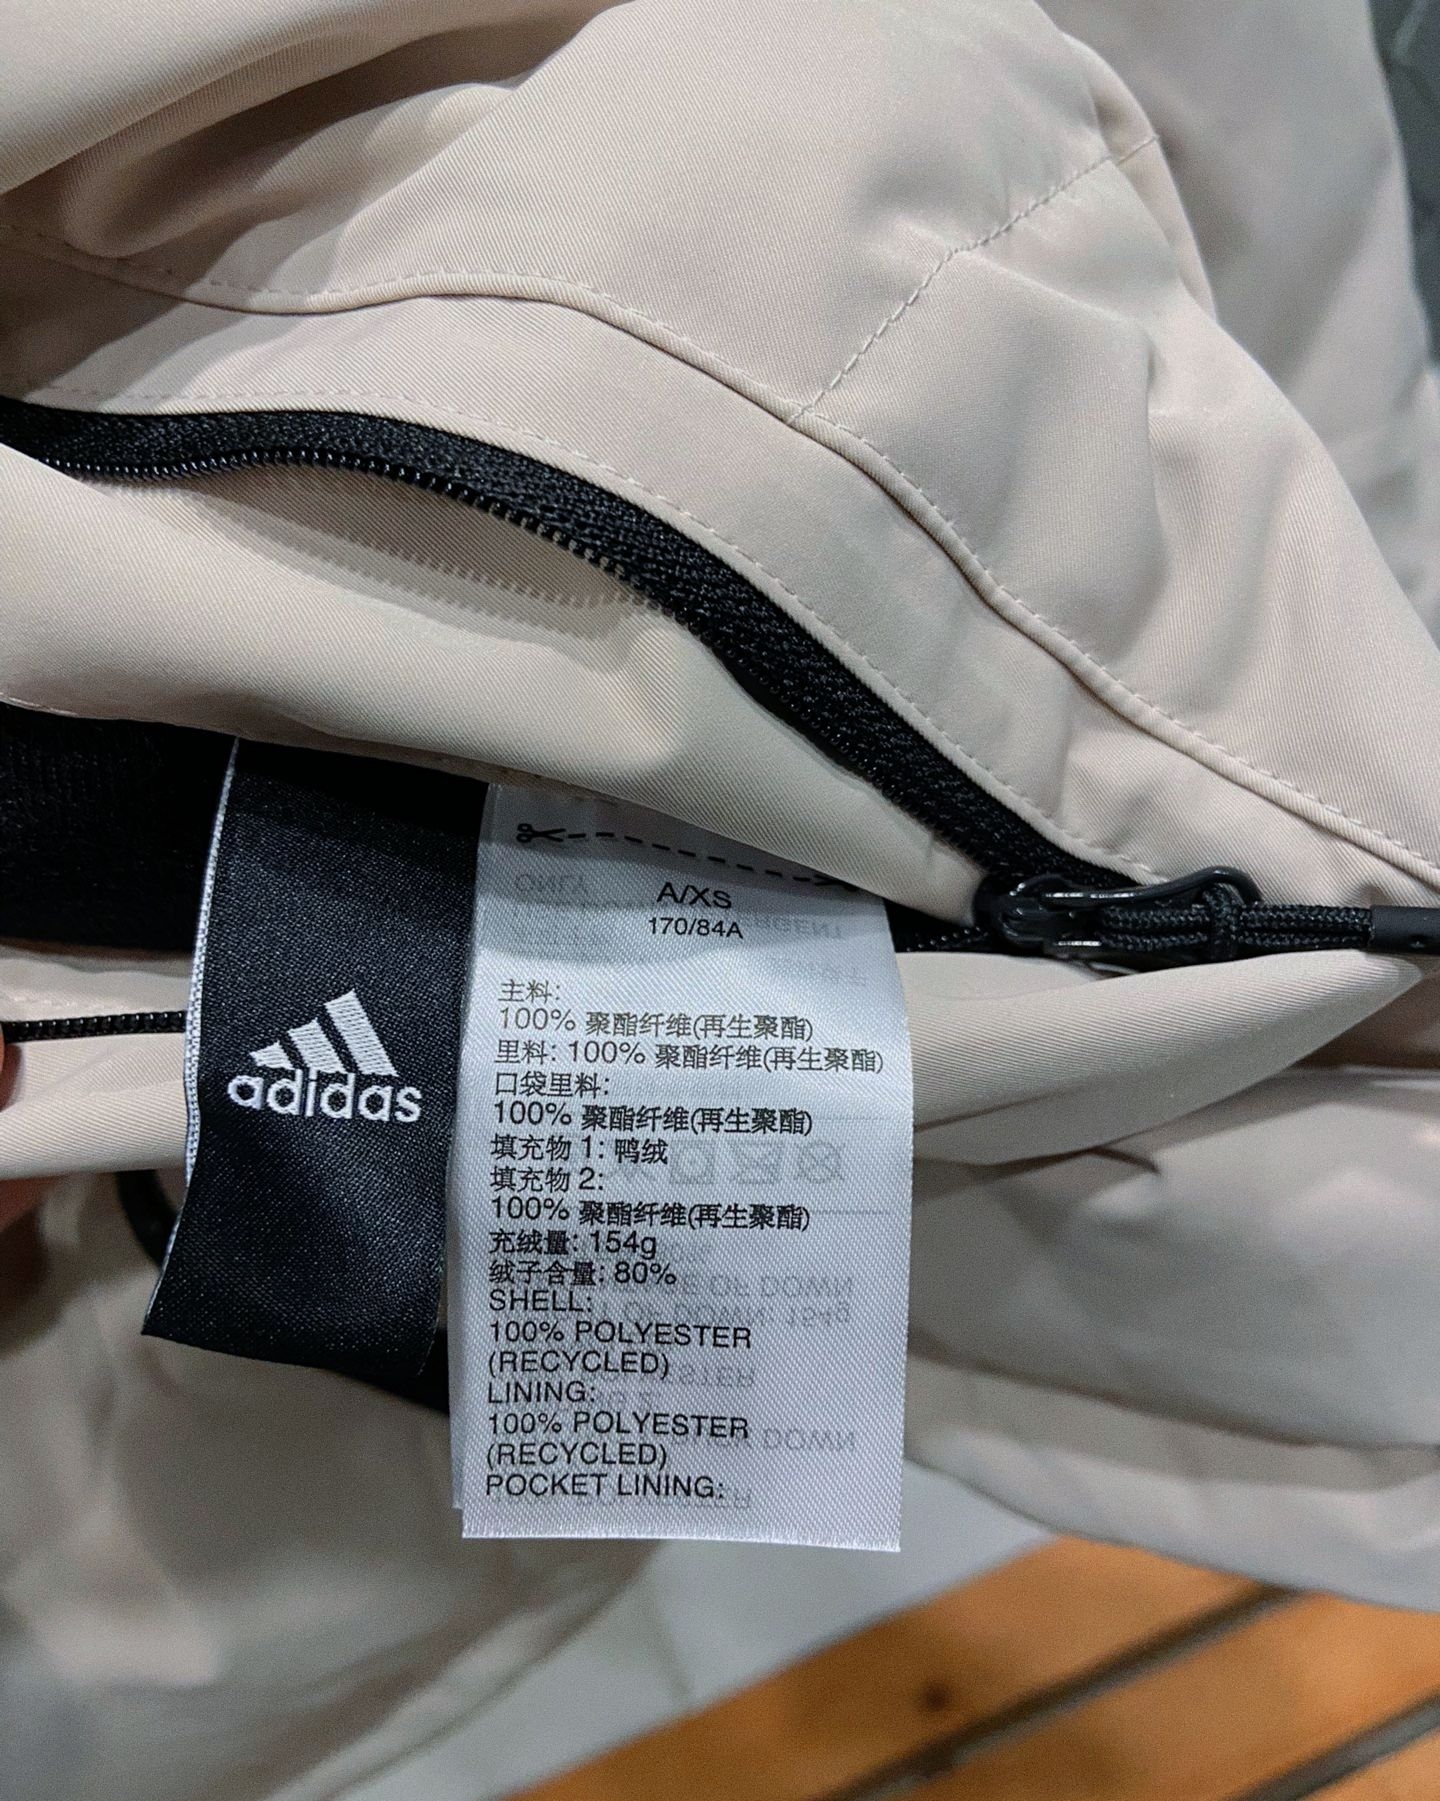 adidas
A/XS
170/84A
主料:
100% 聚酯纤维(再生聚酯)
里料: 100% 聚酯纤维(再生聚酯)
口袋里料:
100% 聚酯纤维(再生聚酯)
填充物 1: 鸭绒
填充物 2:
100% 聚酯纤维(再生聚酯)
充绒量: 154g
绒子含量: 80%
SHELL:
100% POLYESTER
(RECYCLED)
LINING:
100% POLYESTER
(RECYCLED)
POCKET LINING: